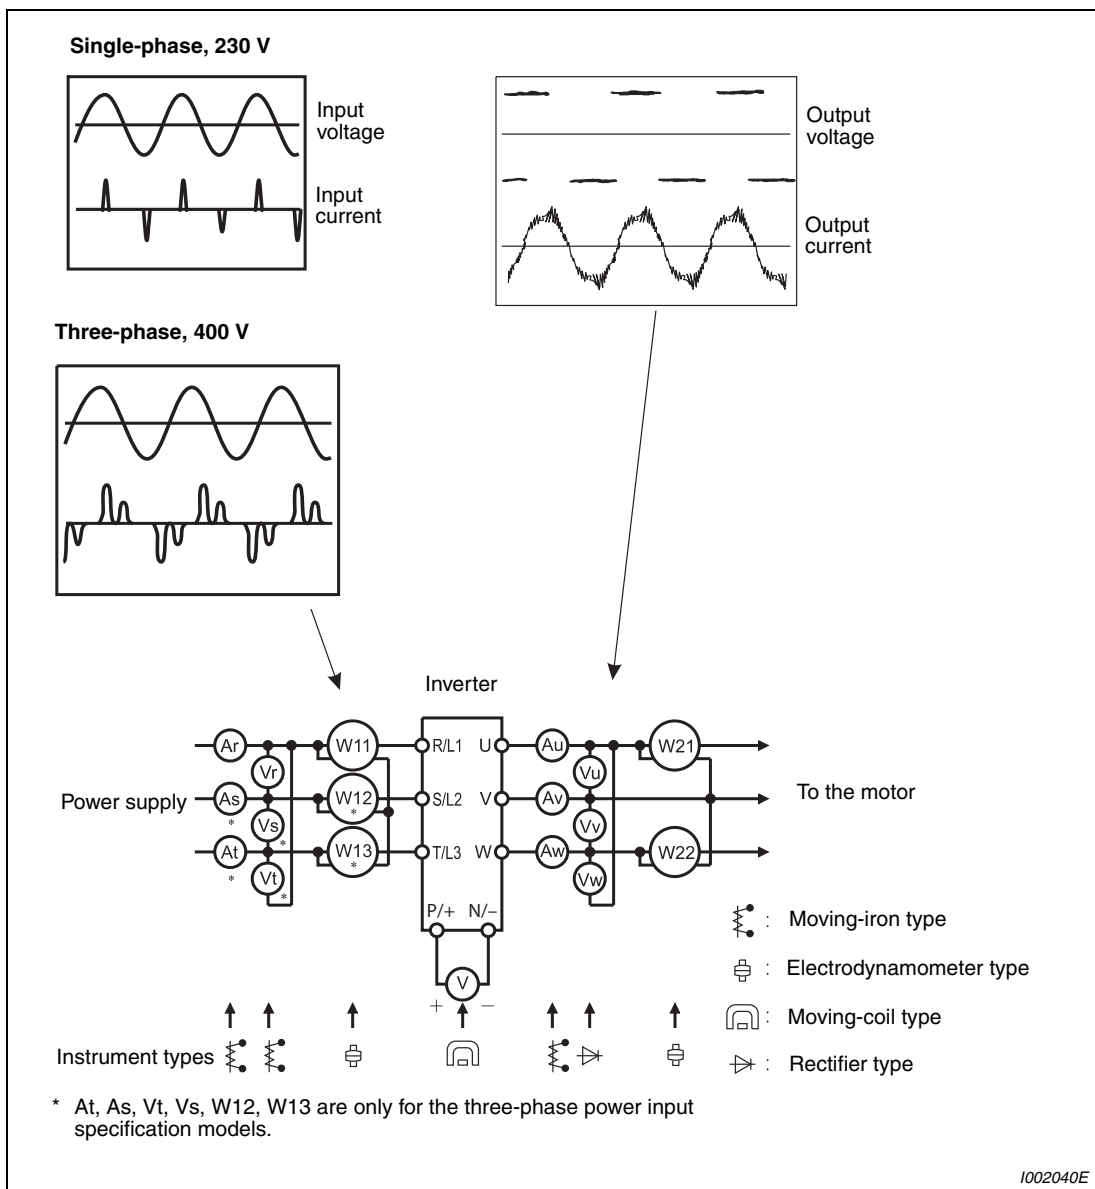 Single-phase, 230 V
Input
voltage
Input
current
Output
voltage
Output
current
Three-phase, 400 V
Inverter
Ar W11 R/L1 U Au W21
Vr Vu
Power supply As W12 S/L2 V Av To the motor
* Vs * * Vv
At W13 T/L3 W Aw W22
* Vt * * Vw
P/+ N/–
V
+ –
: Moving-iron type
: Electrodynamometer type
: Moving-coil type
: Rectifier type
Instrument types
* At, As, Vt, Vs, W12, W13 are only for the three-phase power input
specification models.
I002040E